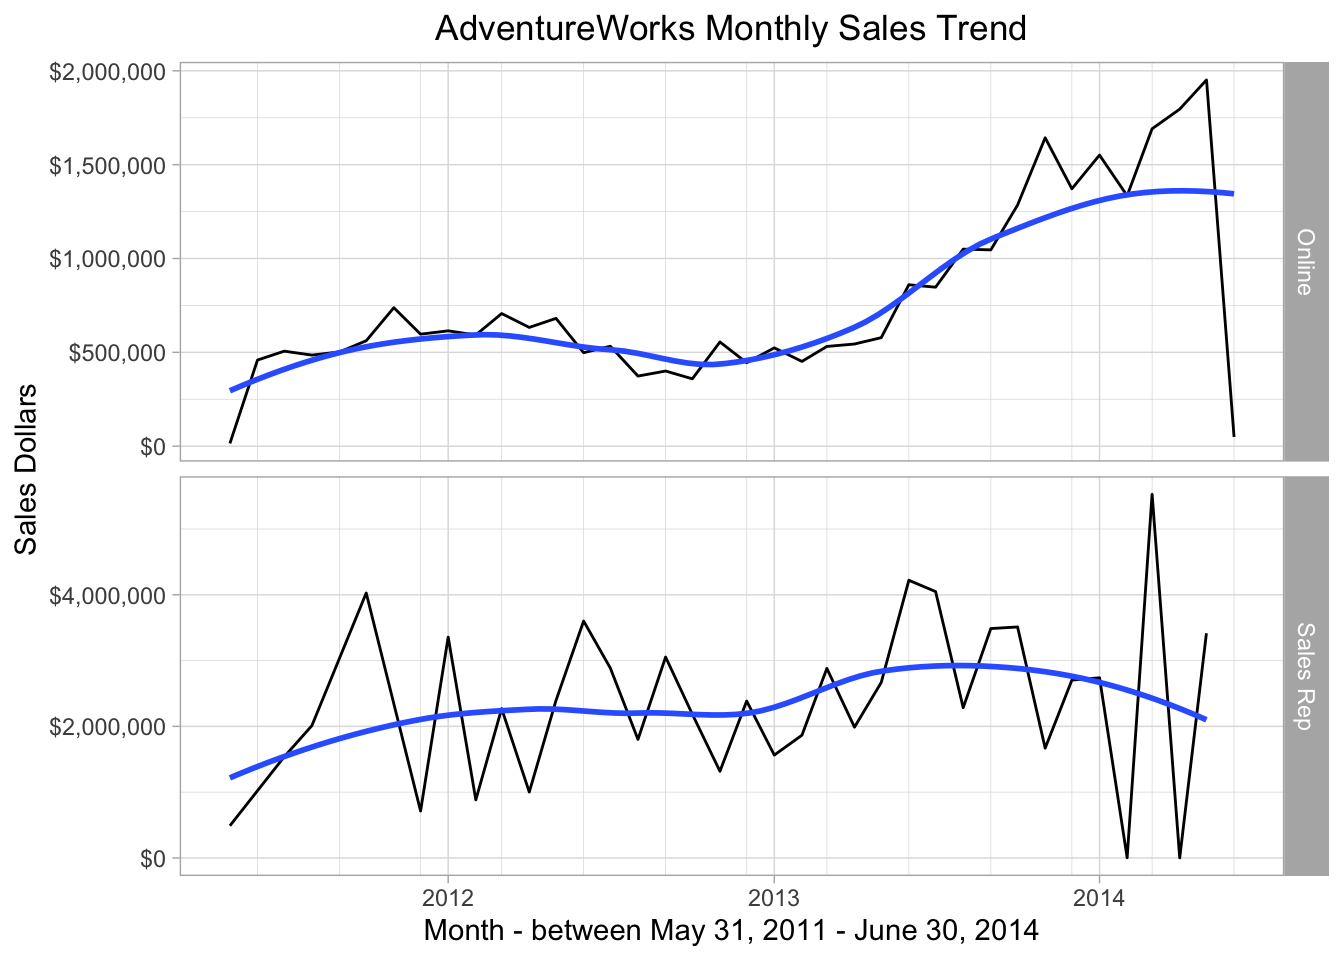 AdventureWorks Monthly Sales Trend
$2,000,000
$1,500,000
$1,000,000
$500,000
$0
Online
Sales Dollars
$4,000,000
$2,000,000
$0
Sales Rep
2012 2013 2014
Month - between May 31, 2011 - June 30, 2014